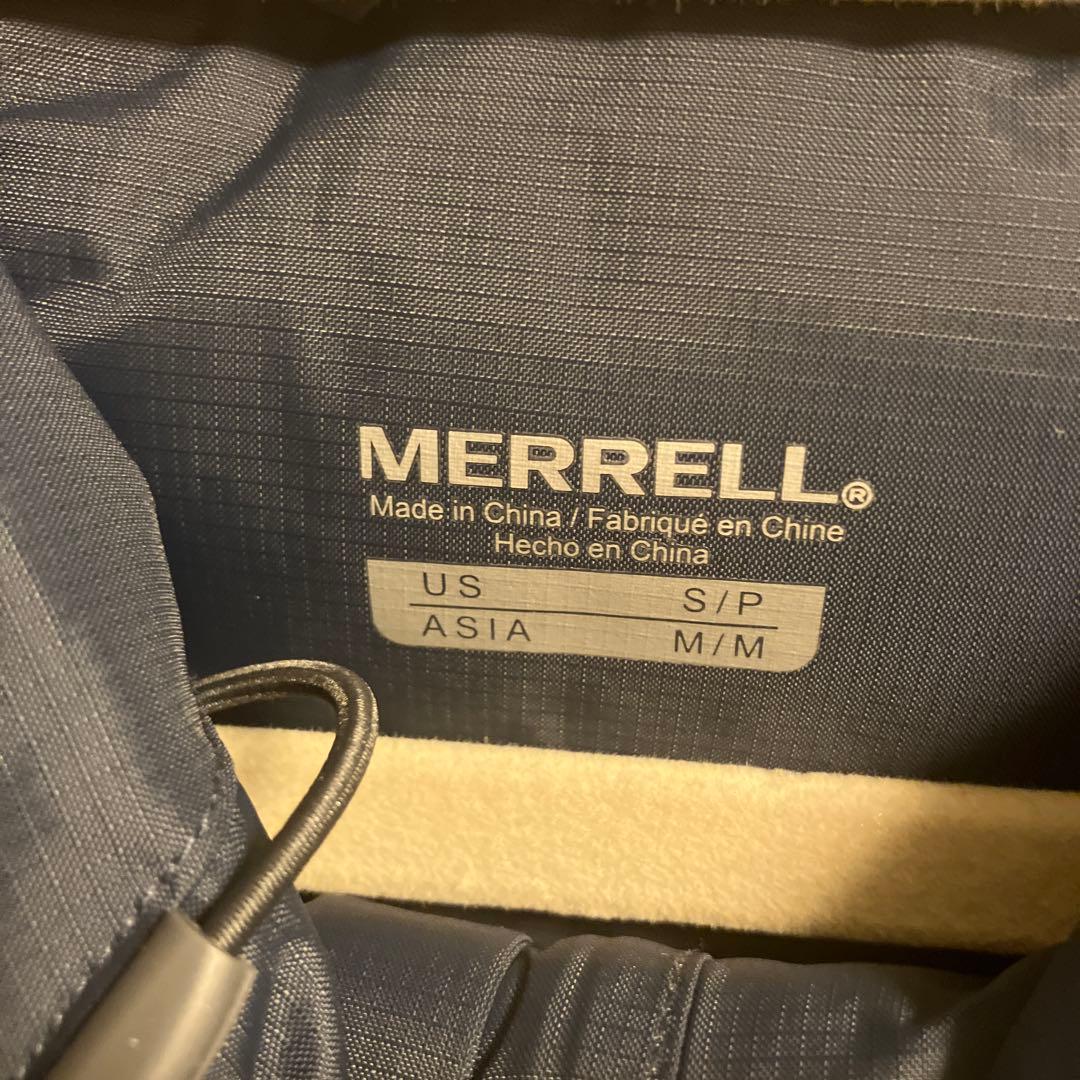 MERRELL®
Made in China / Fabriqué en Chine
Hecho en China
US S/P
ASIA M/M